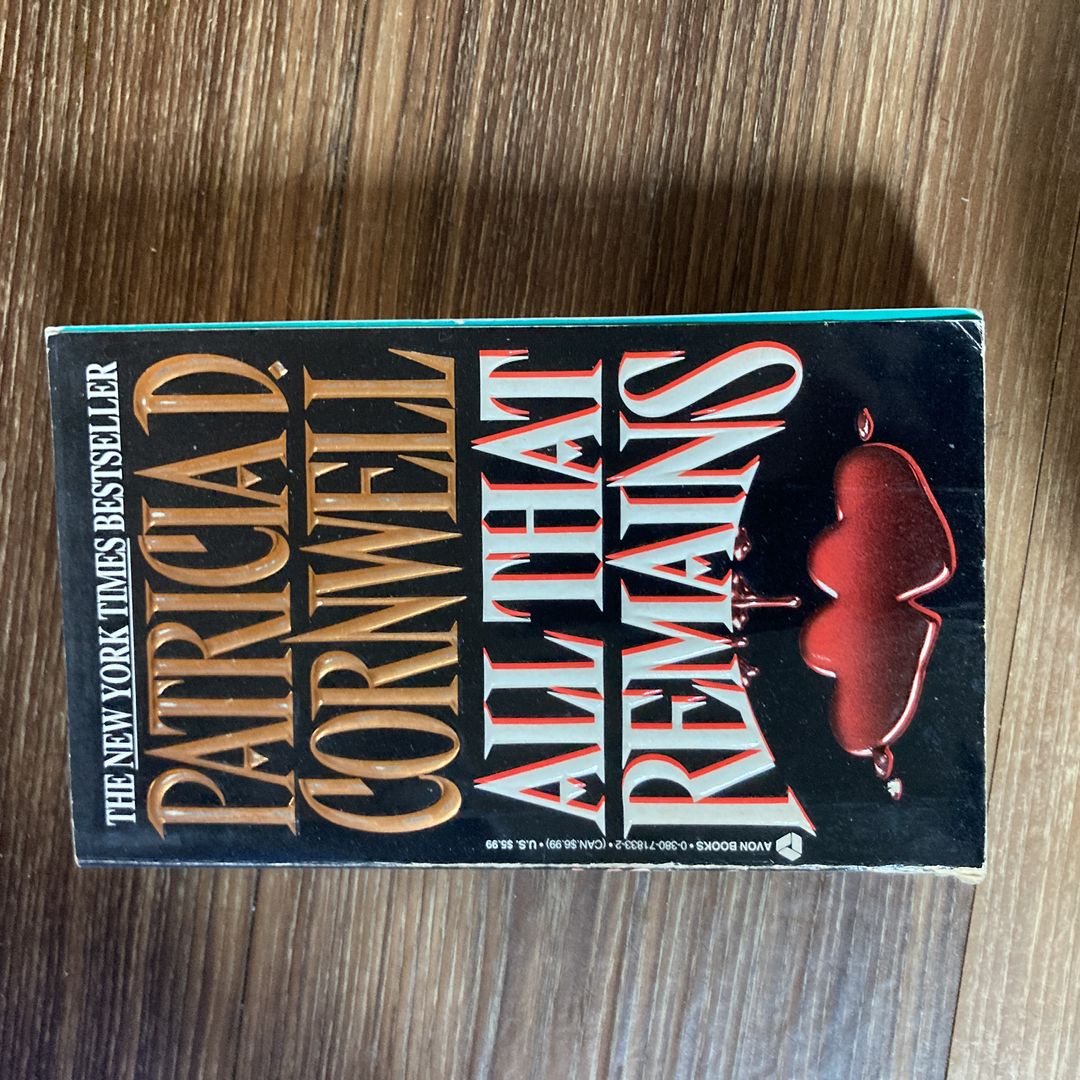 THE NEW YORK TIMES BESTSELLER
PATRICIA D.
CORNWELL
ALL THAT
REMAINS
AVON BOOKS • 0-380-71833-2 • (CAN. $6.99) • U.S. $5.99